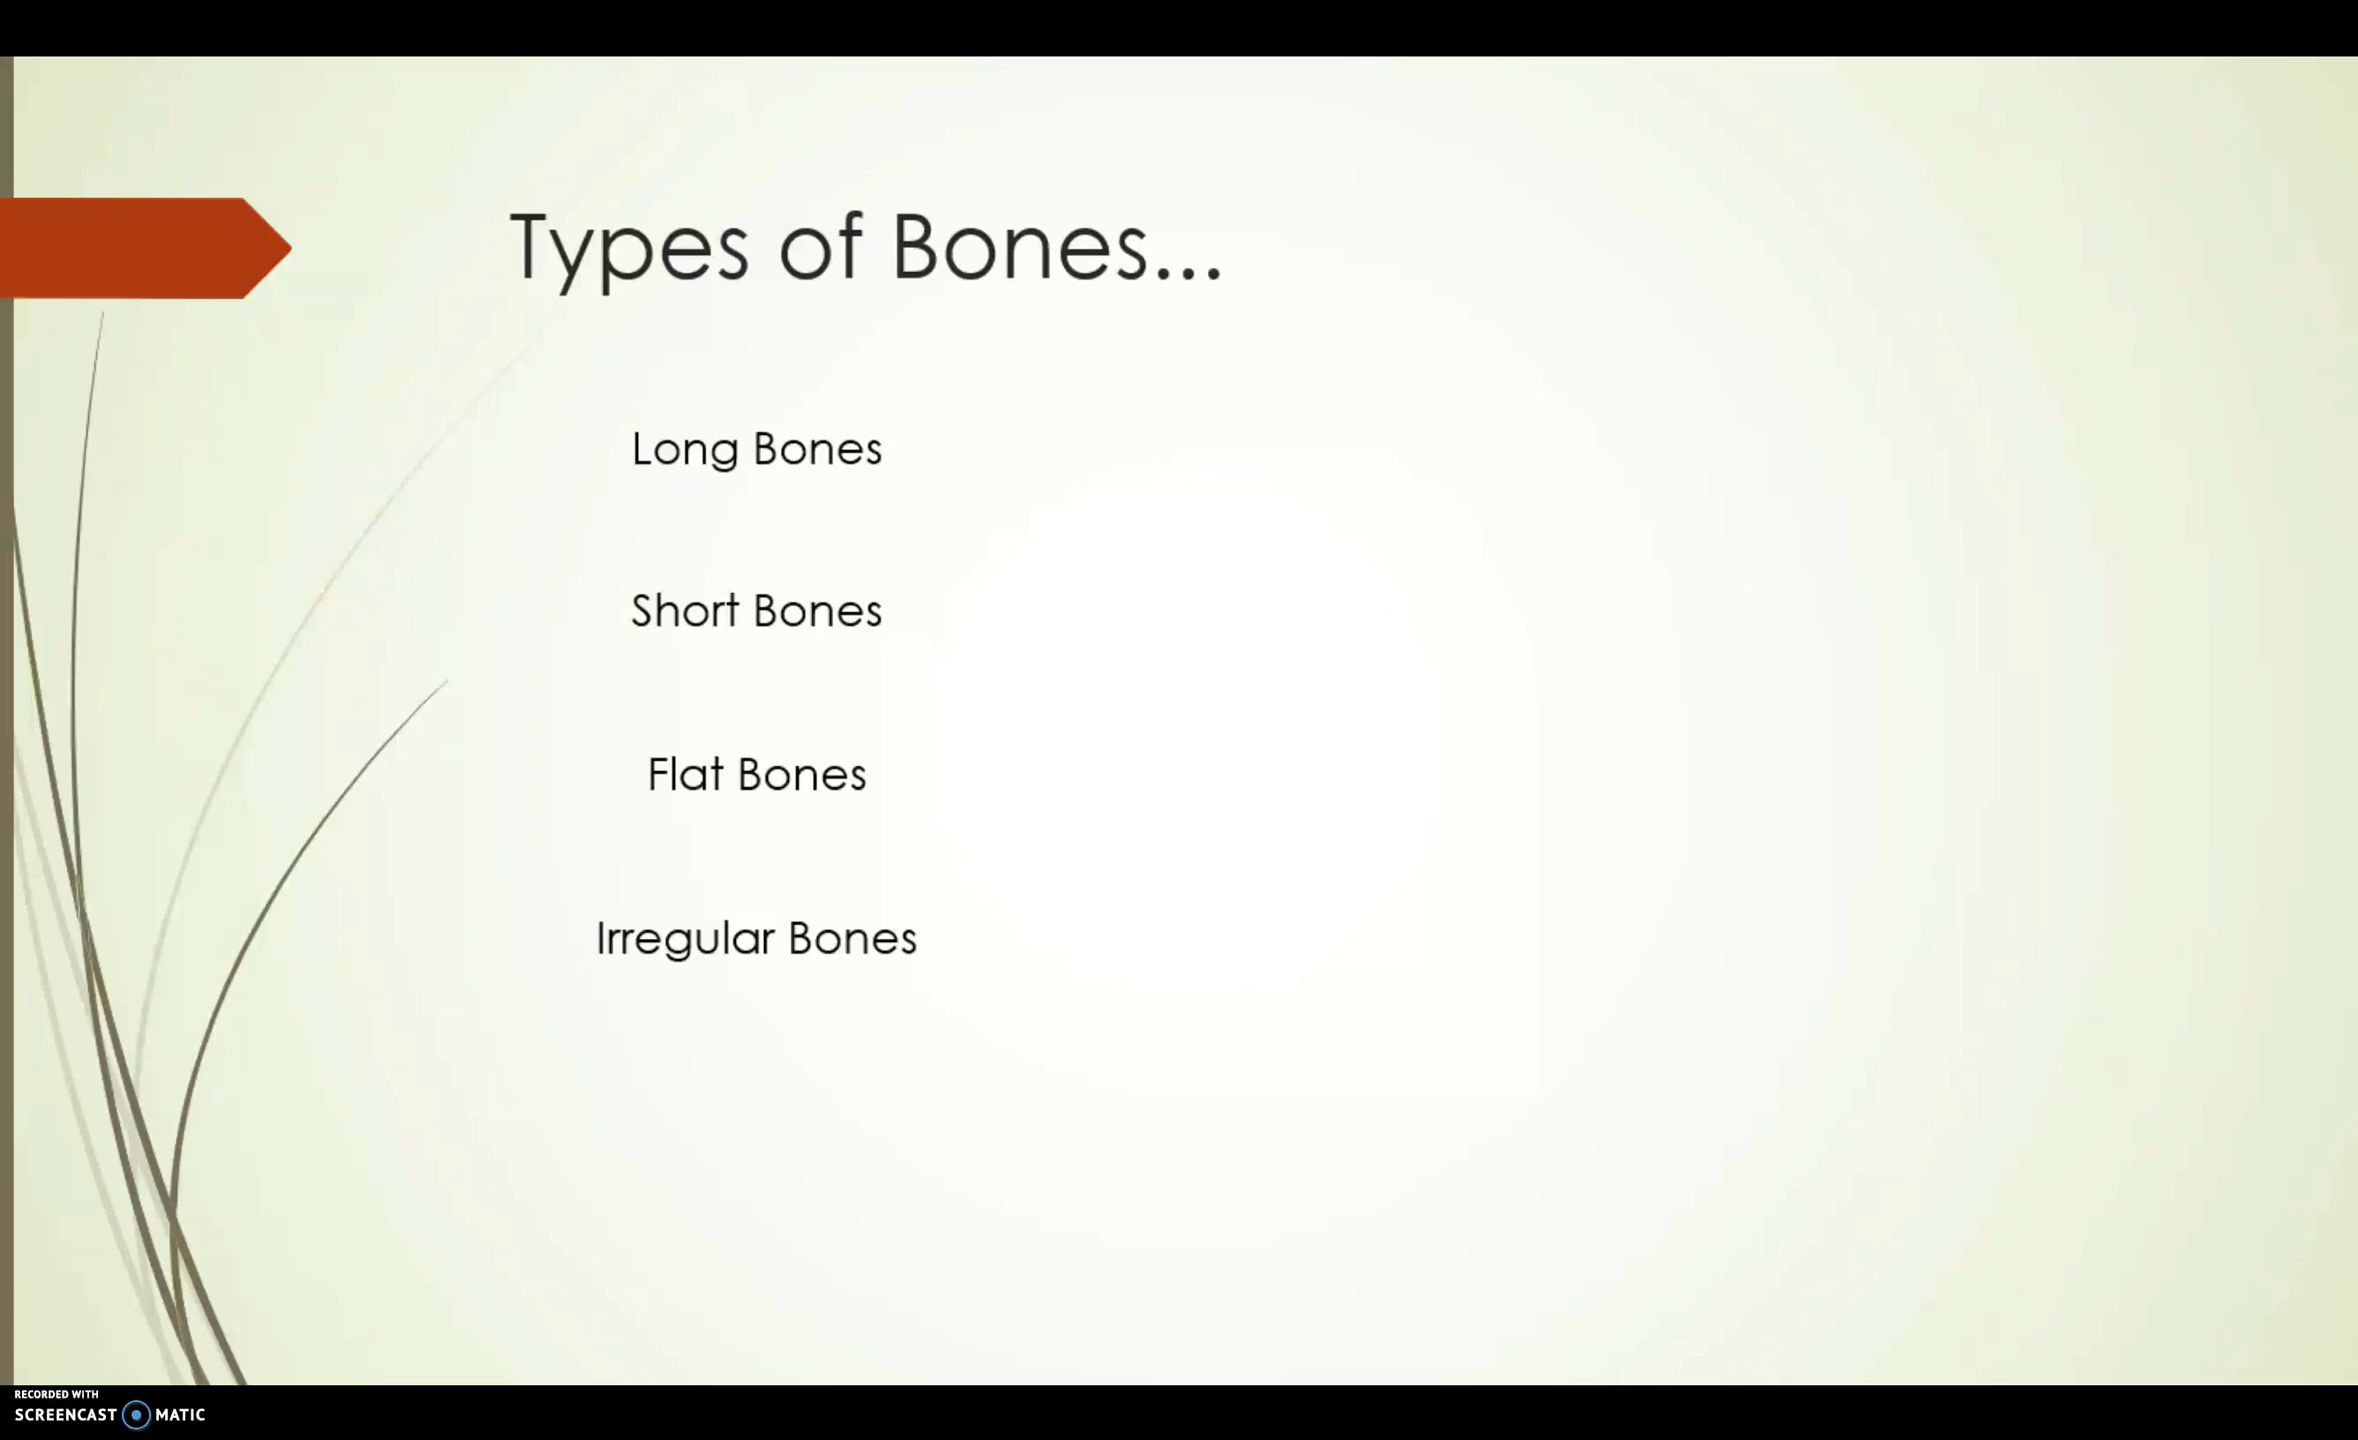 Types of Bones...
Long Bones
Short Bones
Flat Bones
Irregular Bones
RECORDED WITH
SCREENCAST MATIC